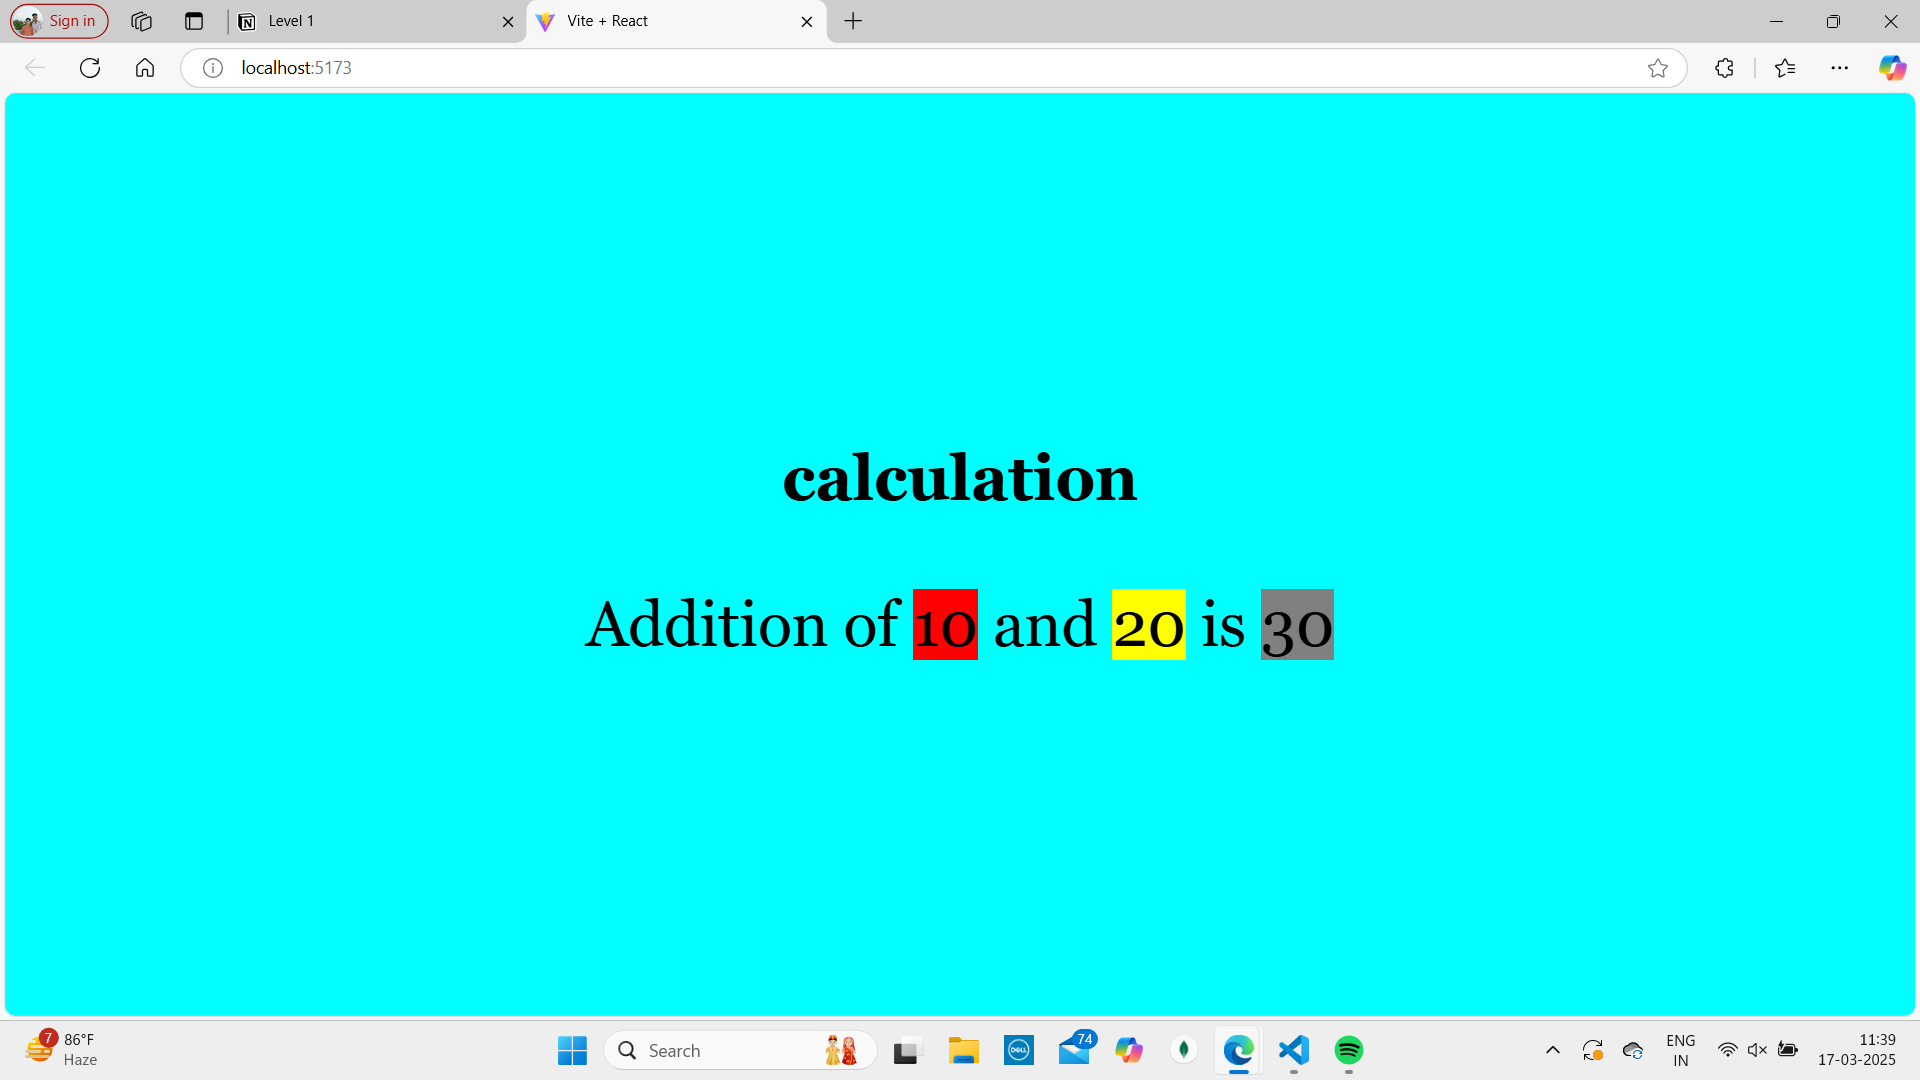 Sign in
Level 1
Vite + React
localhost:5173
calculation
Addition of 10 and 20 is 30
7
86°F
Haze
Search
DELL
74
ENG
IN
11:39
17-03-2025